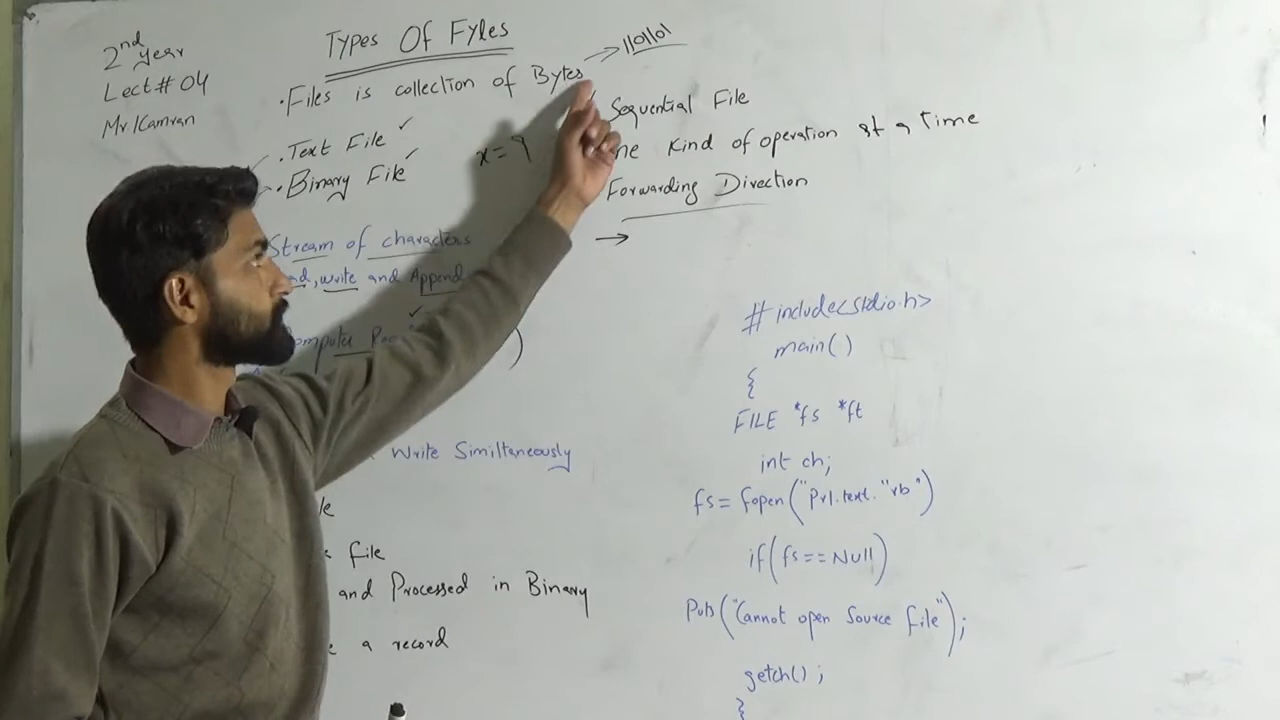 2nd year
Lect# 04
Mr Kamran
Types Of Fyles
. Files is collection of Bytes → 1101101
. Text File ✓
. Binary File ✓
x = 9
Stream of characters
ad, write and Append
omputer
)
Write Similtaneously
le
File
and Processed in Binary
e a record
Sequential File
ne Kind of operation at a time
Forwarding Direction
→
# include<stdio.h>
main( )
{
FILE *fs *ft
int ch;
fs = fopen("Pr1.text. "rb")
if(fs==Null)
Puts("Cannot open Source file");
getch() ;
}